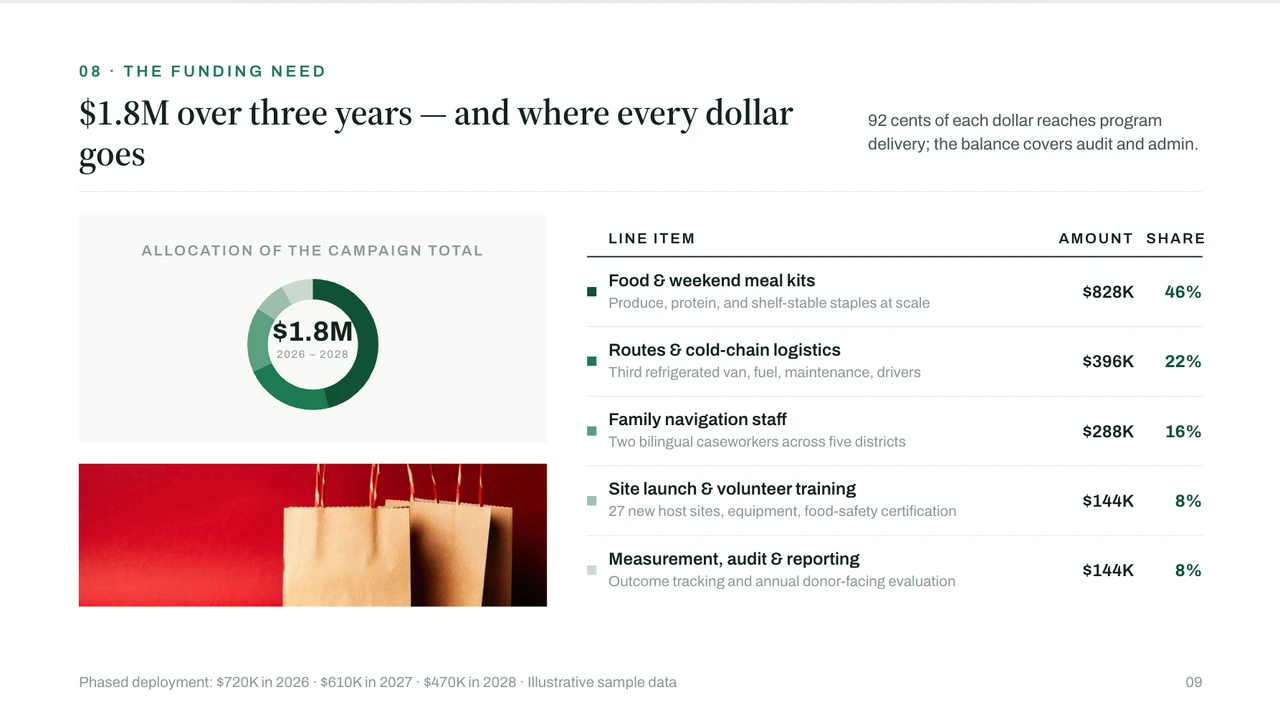 08 · THE FUNDING NEED
$1.8M over three years — and where every dollar
goes
92 cents of each dollar reaches program
delivery; the balance covers audit and admin.
ALLOCATION OF THE CAMPAIGN TOTAL
$1.8M
2026 – 2028
LINE ITEM AMOUNT SHARE
Food & weekend meal kits $828K 46%
Produce, protein, and shelf-stable staples at scale
Routes & cold-chain logistics $396K 22%
Third refrigerated van, fuel, maintenance, drivers
Family navigation staff $288K 16%
Two bilingual caseworkers across five districts
Site launch & volunteer training $144K 8%
27 new host sites, equipment, food-safety certification
Measurement, audit & reporting $144K 8%
Outcome tracking and annual donor-facing evaluation
Phased deployment: $720K in 2026 · $610K in 2027 · $470K in 2028 · Illustrative sample data
09